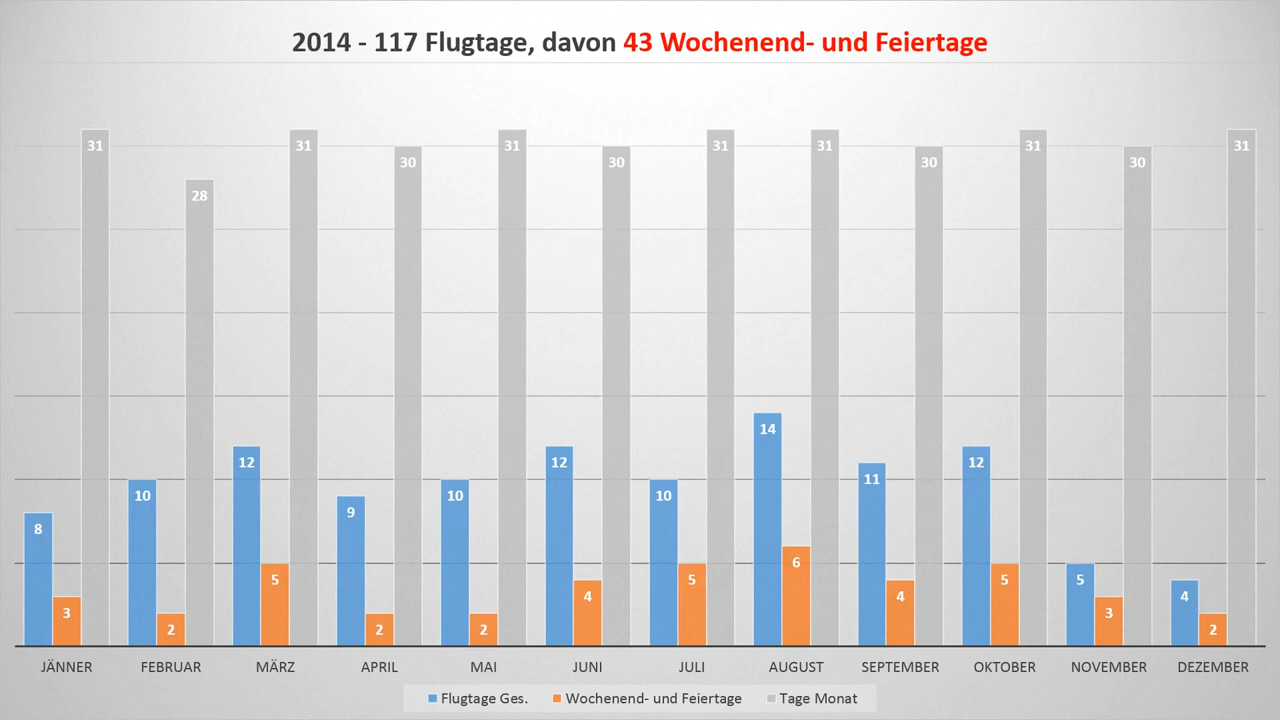 2014 - 117 Flugtage, davon 43 Wochenend- und Feiertage
31 31 31 31 31 31 31
30 30 30 30
28
14
12 12 12
11
10 10 10
9
8
6
5 5 5 5
4 4 4
3 3
2 2 2 2
JÄNNER FEBRUAR MÄRZ APRIL MAI JUNI JULI AUGUST SEPTEMBER OKTOBER NOVEMBER DEZEMBER
Flugtage Ges. Wochenend- und Feiertage Tage Monat